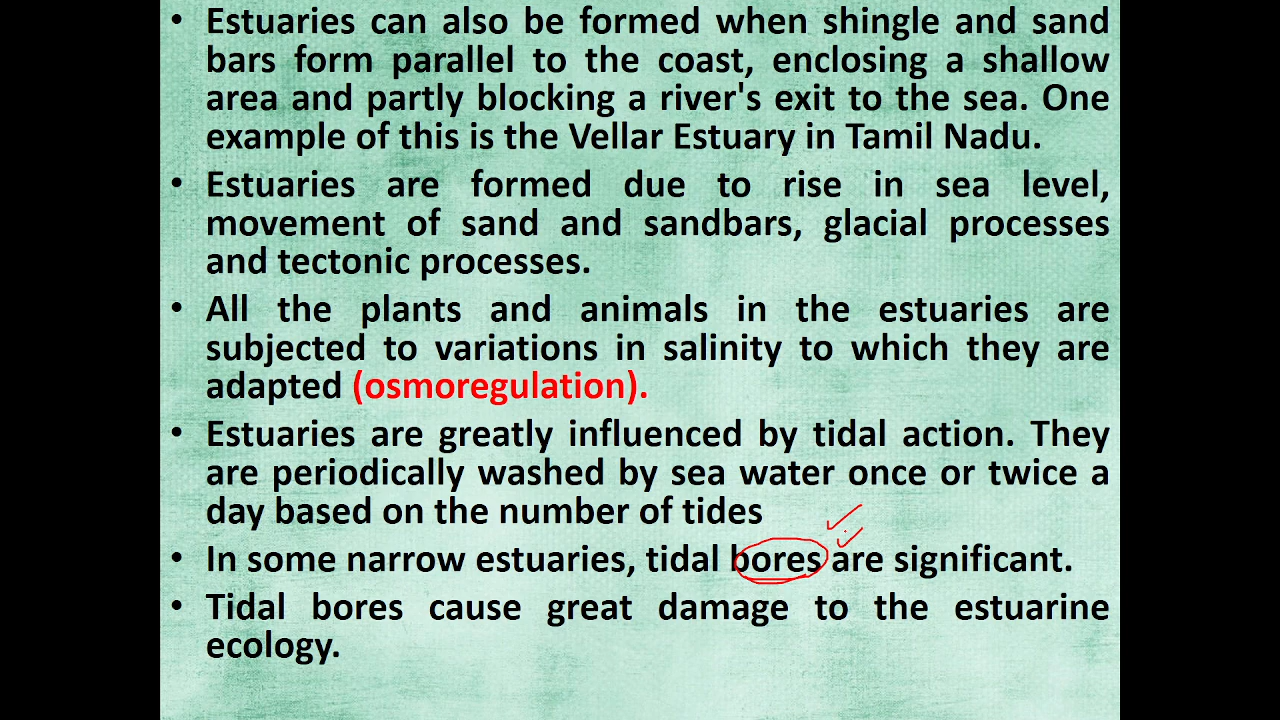 • Estuaries can also be formed when shingle and sand
bars form parallel to the coast, enclosing a shallow
area and partly blocking a river's exit to the sea. One
example of this is the Vellar Estuary in Tamil Nadu.
• Estuaries are formed due to rise in sea level,
movement of sand and sandbars, glacial processes
and tectonic processes.
• All the plants and animals in the estuaries are
subjected to variations in salinity to which they are
adapted (osmoregulation).
• Estuaries are greatly influenced by tidal action. They
are periodically washed by sea water once or twice a
day based on the number of tides
• In some narrow estuaries, tidal bores are significant.
• Tidal bores cause great damage to the estuarine
ecology.